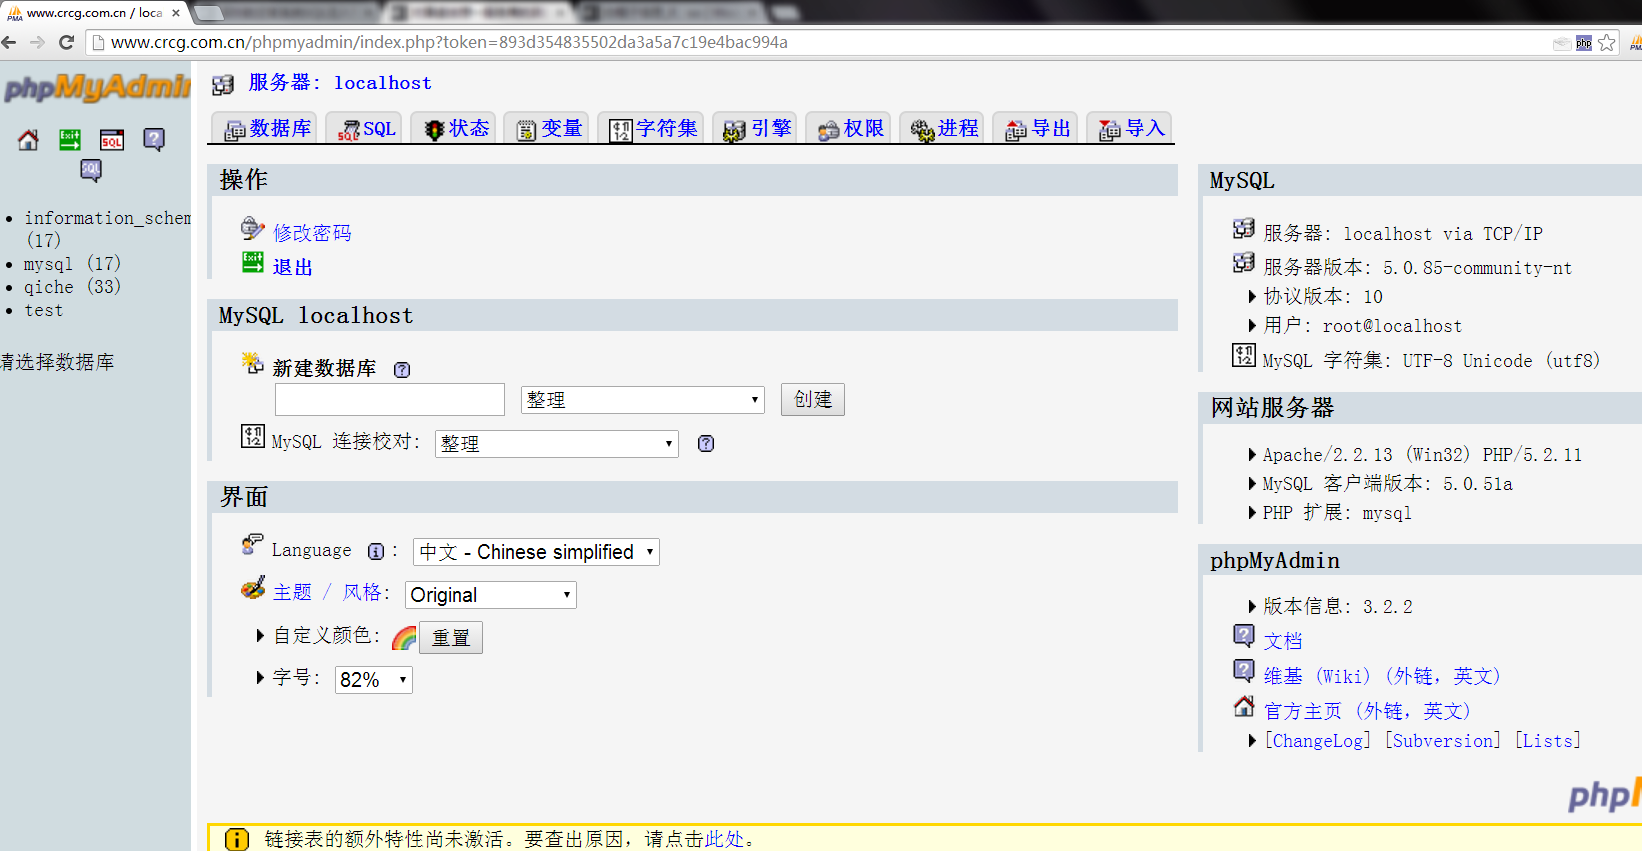 www.crcg.com.cn / loca
www.crcg.com.cn/phpmyadmin/index.php?token=893d354835502da3a5a7c19e4bac994a
phpMyAdmin
information_schem
(17)
mysql (17)
qiche (33)
test
请选择数据库
服务器: localhost
数据库 SQL 状态 变量 字符集 引擎 权限 进程 导出 导入
操作
修改密码
退出
MySQL localhost
新建数据库
整理 创建
MySQL 连接校对: 整理
界面
Language : 中文 - Chinese simplified
主题 / 风格: Original
自定义颜色: 重置
字号: 82%
MySQL
服务器: localhost via TCP/IP
服务器版本: 5.0.85-community-nt
协议版本: 10
用户: root@localhost
MySQL 字符集: UTF-8 Unicode (utf8)
网站服务器
Apache/2.2.13 (Win32) PHP/5.2.11
MySQL 客户端版本: 5.0.51a
PHP 扩展: mysql
phpMyAdmin
版本信息: 3.2.2
文档
维基 (Wiki) (外链, 英文)
官方主页 (外链, 英文)
[ChangeLog] [Subversion] [Lists]
phpM
链接表的额外特性尚未激活。要查出原因, 请点击此处。